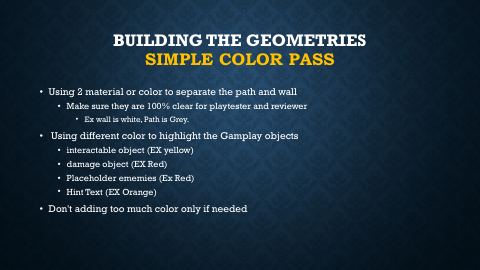 BUILDING THE GEOMETRIES
SIMPLE COLOR PASS
• Using 2 material or color to separate the path and wall
• Make sure they are 100% clear for playtester and reviewer
• Ex wall is white, Path is Grey.
• Using different color to highlight the Gamplay objects
• interactable object (EX yellow)
• damage object (EX Red)
• Placeholder ememies (Ex Red)
• Hint Text (EX Orange)
• Don't adding too much color only if needed